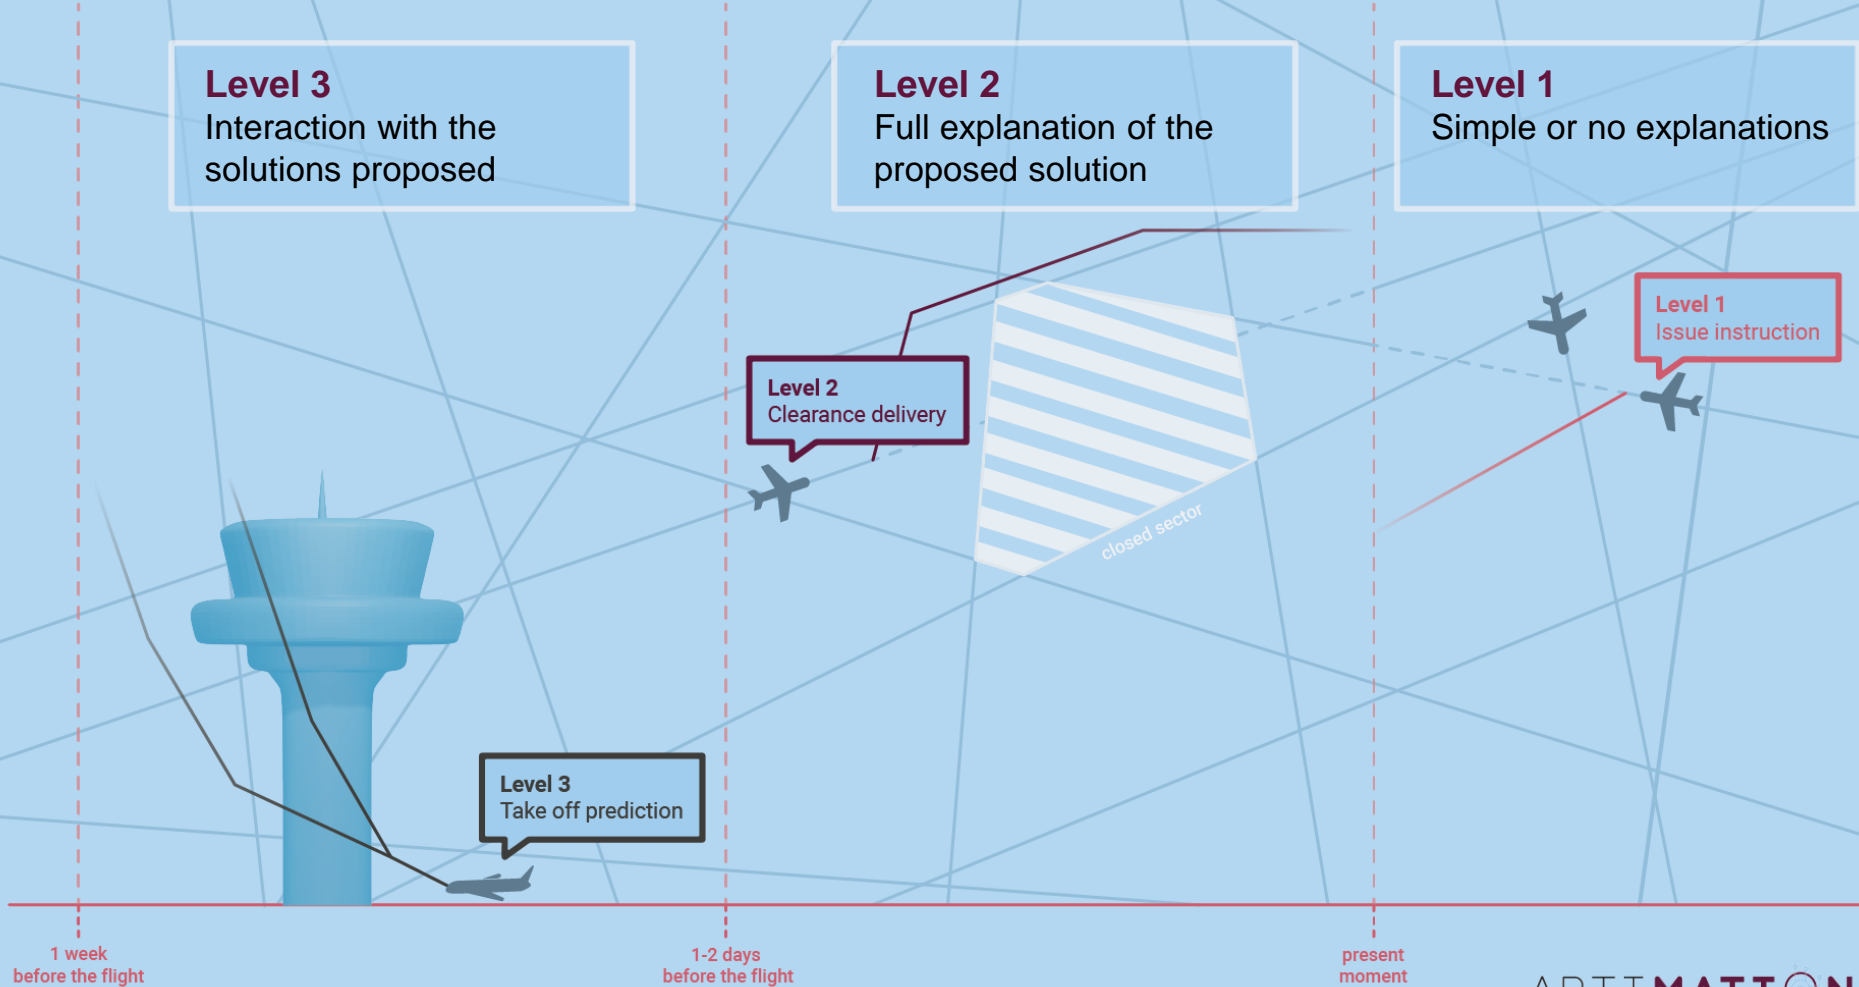 Level 3
Interaction with the
solutions proposed
Level 2
Full explanation of the
proposed solution
Level 1
Simple or no explanations
Level 1
Issue instruction
Level 2
Clearance delivery
closed sector
Level 3
Take off prediction
1 week
before the flight
1-2 days
before the flight
present
moment